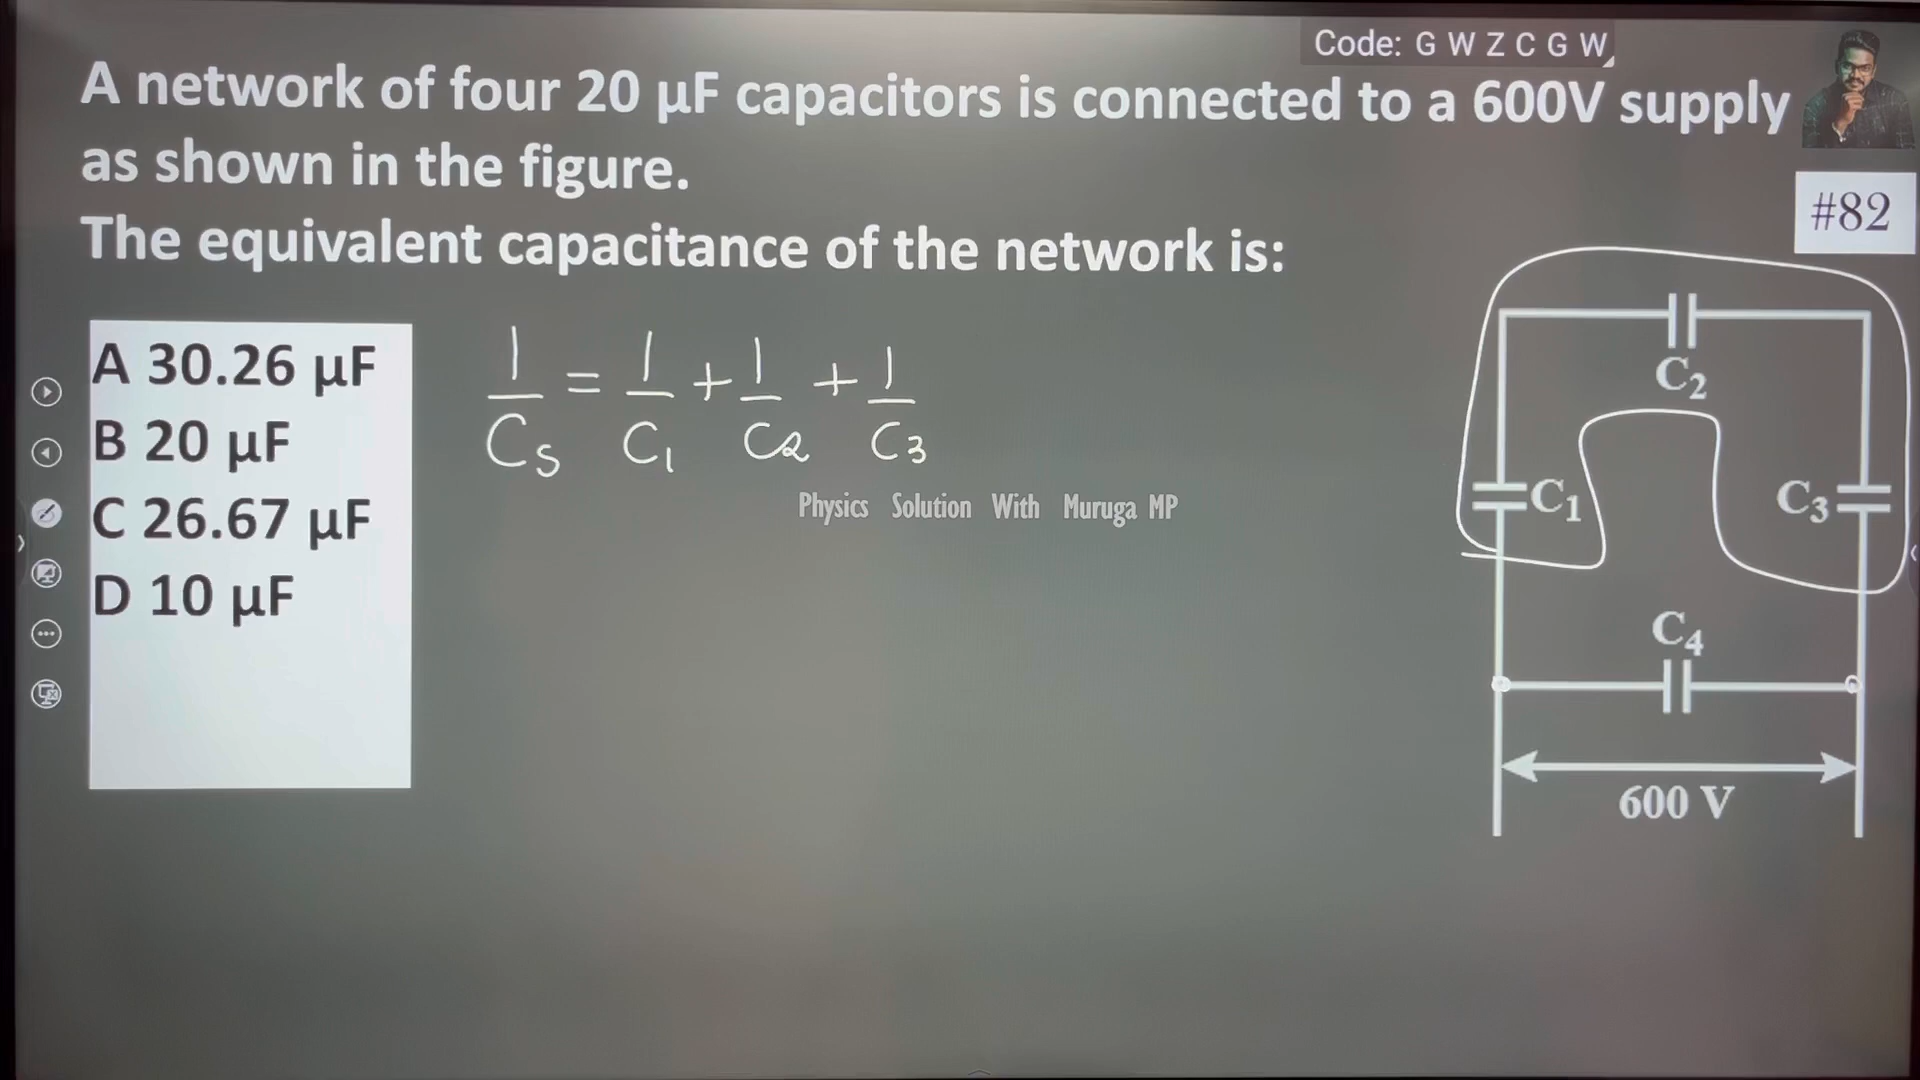 Code: G W Z C G W
A network of four 20 µF capacitors is connected to a 600V supply
as shown in the figure.
#82
The equivalent capacitance of the network is:
A 30.26 µF
B 20 µF
C 26.67 µF
D 10 µF
1/Cs = 1/C1 + 1/C2 + 1/C3
Physics Solution With Muruga MP
C2
C1
C3
C4
600 V